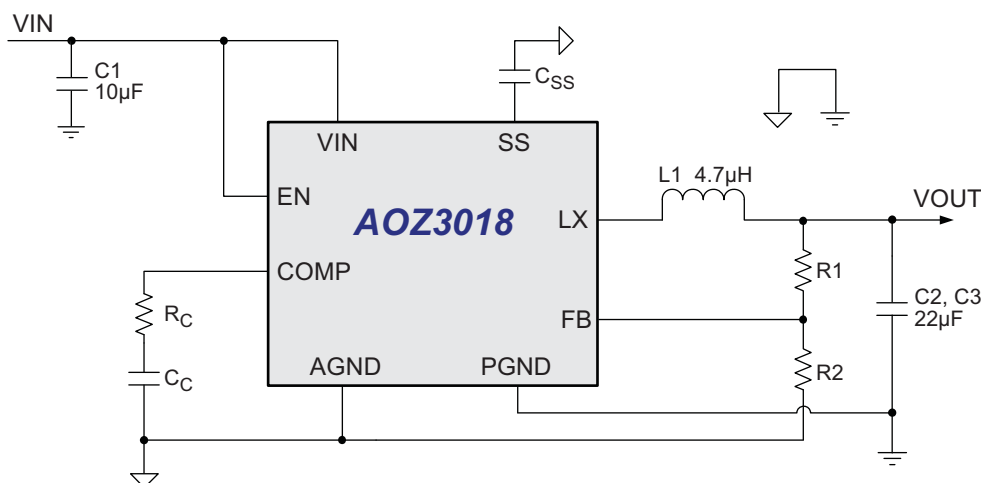 VIN
C1
10µF
CSS
VIN
SS
L1 4.7µH
EN
AOZ3018
LX
VOUT
COMP
R1
RC
FB
C2, C3
22µF
CC
AGND
PGND
R2